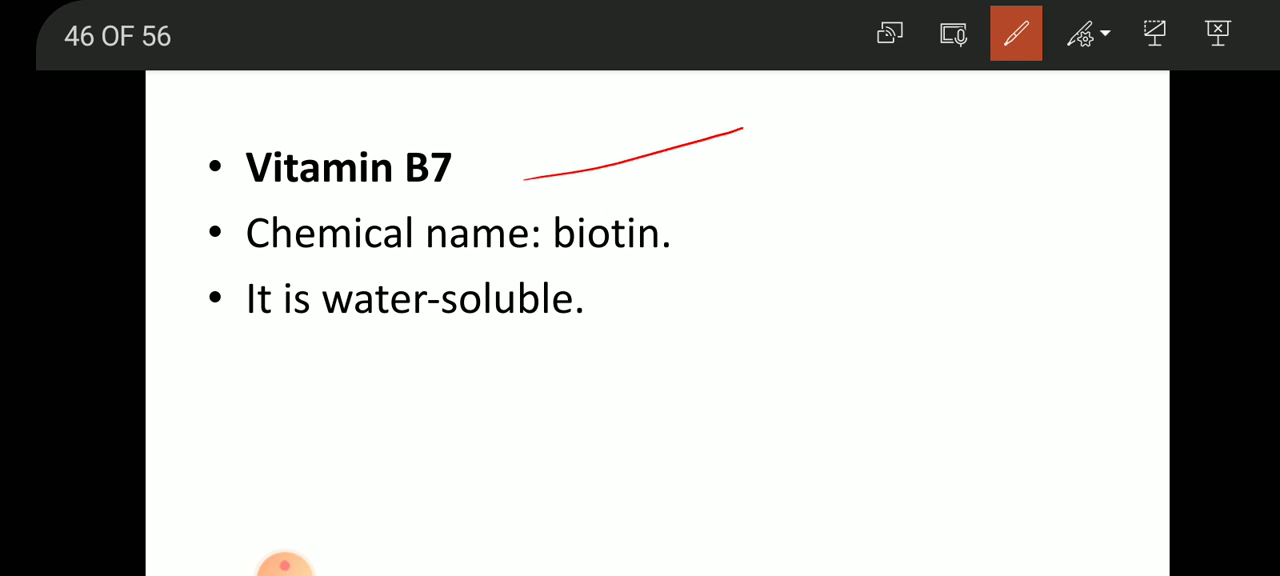 46 OF 56
• Vitamin B7
• Chemical name: biotin.
• It is water-soluble.